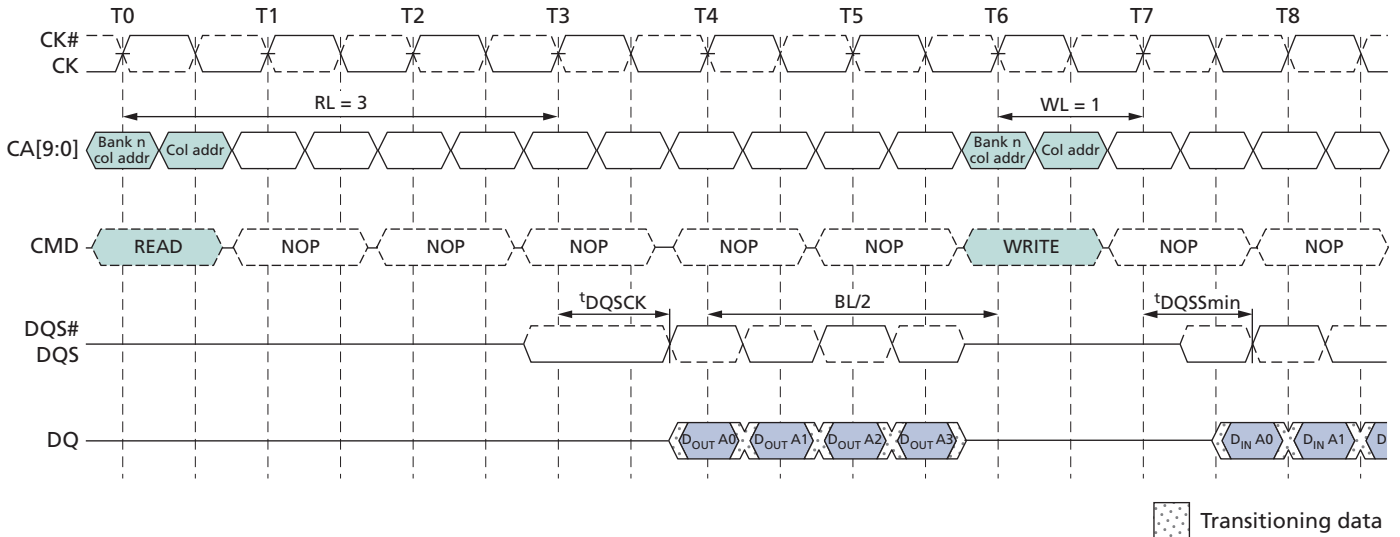 T0 T1 T2 T3 T4 T5 T6 T7 T8
CK#
CK
RL = 3 WL = 1
CA[9:0] Bank n col addr Col addr Bank n col addr Col addr
CMD READ NOP NOP NOP NOP NOP WRITE NOP NOP
tDQSCK BL/2 tDQSSmin
DQS#
DQS
DQ DOUT A0 DOUT A1 DOUT A2 DOUT A3 DIN A0 DIN A1 D
Transitioning data